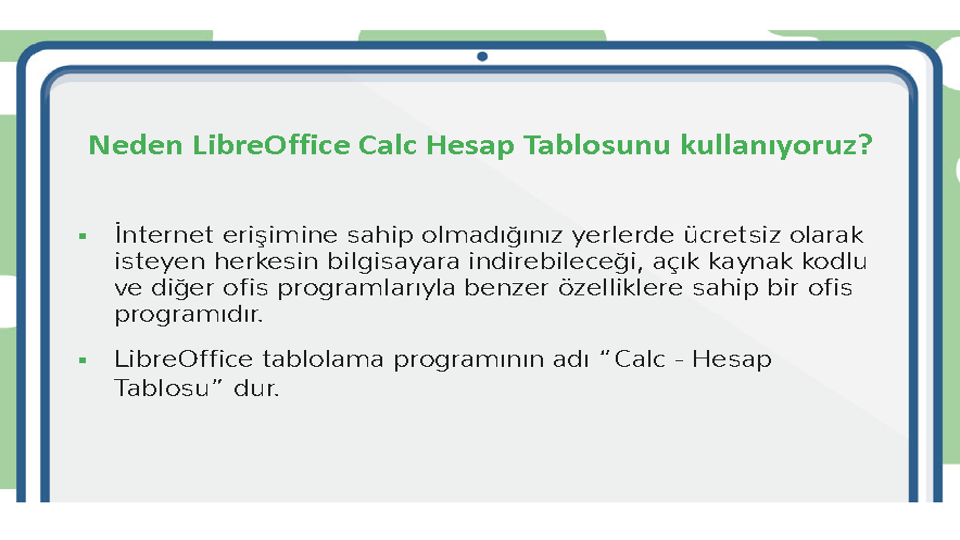 Neden LibreOffice Calc Hesap Tablosunu kullanıyoruz?
▪ İnternet erişimine sahip olmadığınız yerlerde ücretsiz olarak
isteyen herkesin bilgisayara indirebileceği, açık kaynak kodlu
ve diğer ofis programlarıyla benzer özelliklere sahip bir ofis
programıdır.
▪ LibreOffice tablolama programının adı “Calc – Hesap
Tablosu” dur.